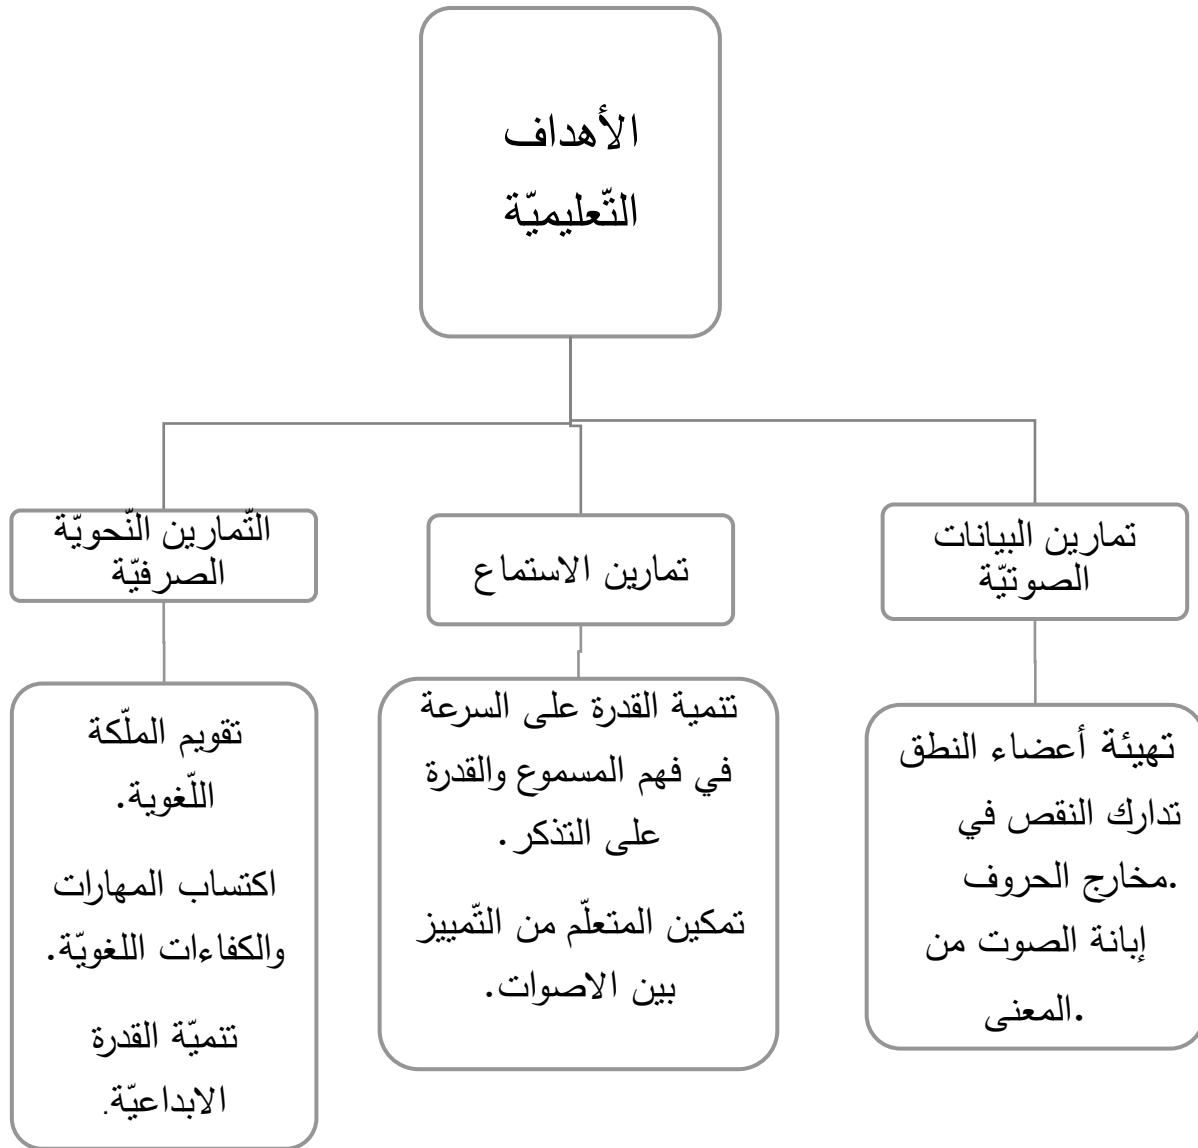 الأهداف
التّعليميّة
تمارين البيانات
الصوتيّة
تمارين الاستماع
التّمارين النّحويّة
الصرفيّة
تهيئة أعضاء النطق
تدارك النقص في
مخارج الحروف.
إبانة الصوت من
المعنى.
تنمية القدرة على السرعة
في فهم المسموع والقدرة
على التذكر.
تمكين المتعلّم من التّمييز
بين الاصوات.
تقويم الملّكة
اللّغوية.
اكتساب المهارات
والكفاءات اللغويّة.
تنميّة القدرة
الابداعيّة.